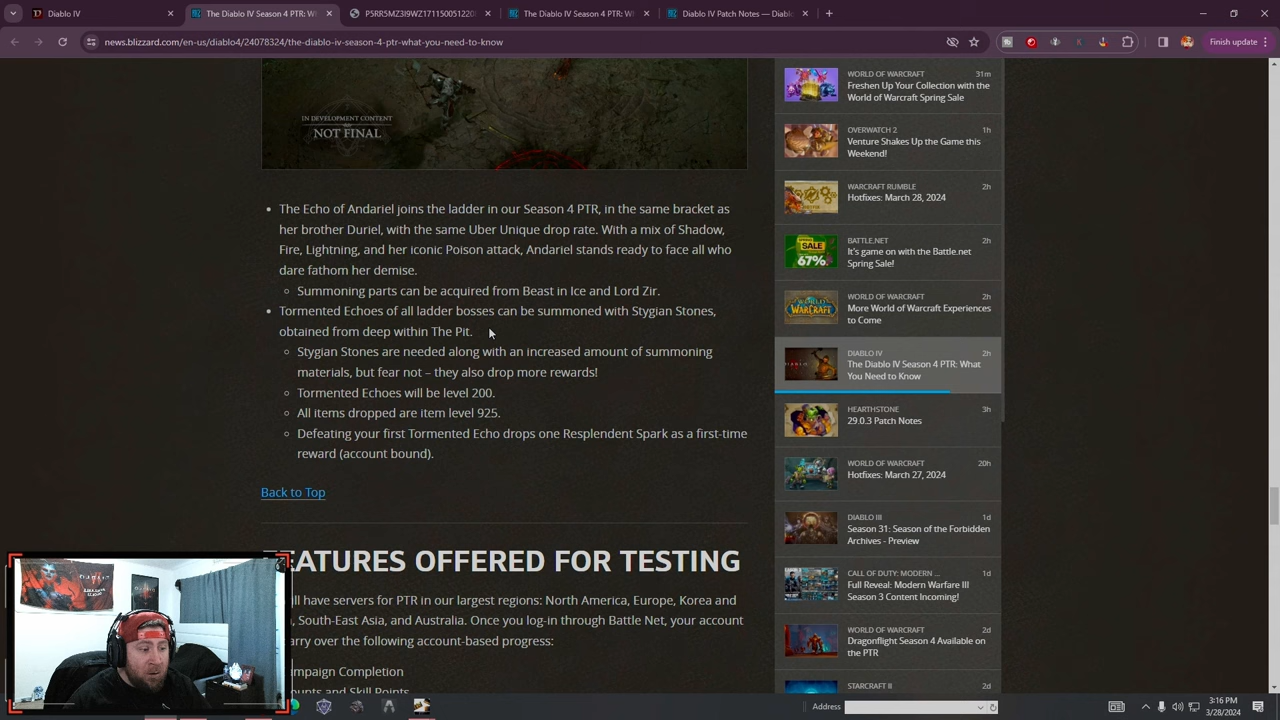 Diablo IV
The Diablo IV Season 4 PTR: Wh
P5RR5MZ3I9WZ1711500512209
The Diablo IV Season 4 PTR: Wh
Diablo IV Patch Notes — Diablo
Finish update
news.blizzard.com/en-us/diablo4/24078324/the-diablo-iv-season-4-ptr-what-you-need-to-know
IN DEVELOPMENT CONTENT
NOT FINAL
The Echo of Andariel joins the ladder in our Season 4 PTR, in the same bracket as
her brother Duriel, with the same Uber Unique drop rate. With a mix of Shadow,
Fire, Lightning, and her iconic Poison attack, Andariel stands ready to face all who
dare fathom her demise.
Summoning parts can be acquired from Beast in Ice and Lord Zir.
Tormented Echoes of all ladder bosses can be summoned with Stygian Stones,
obtained from deep within The Pit.
Stygian Stones are needed along with an increased amount of summoning
materials, but fear not – they also drop more rewards!
Tormented Echoes will be level 200.
All items dropped are item level 925.
Defeating your first Tormented Echo drops one Resplendent Spark as a first-time
reward (account bound).
Back to Top
EATURES OFFERED FOR TESTING
ll have servers for PTR in our largest regions: North America, Europe, Korea and
, South-East Asia, and Australia. Once you log-in through Battle Net, your account
arry over the following account-based progress:
mpaign Completion
ounts and Skill Points
WORLD OF WARCRAFT 31m
Freshen Up Your Collection with the
World of Warcraft Spring Sale
OVERWATCH 2 1h
Venture Shakes Up the Game this
Weekend!
WARCRAFT RUMBLE 2h
Hotfixes: March 28, 2024
BATTLE.NET 2h
It's game on with the Battle.net
Spring Sale!
SALE
67%
WORLD OF WARCRAFT 2h
More World of Warcraft Experiences
to Come
DIABLO IV 2h
The Diablo IV Season 4 PTR: What
You Need to Know
HEARTHSTONE 3h
29.0.3 Patch Notes
WORLD OF WARCRAFT 20h
Hotfixes: March 27, 2024
DIABLO III 1d
Season 31: Season of the Forbidden
Archives - Preview
CALL OF DUTY: MODERN ... 1d
Full Reveal: Modern Warfare III
Season 3 Content Incoming!
WORLD OF WARCRAFT 2d
Dragonflight Season 4 Available on
the PTR
STARCRAFT II 2d
Address
3:16 PM
3/28/2024